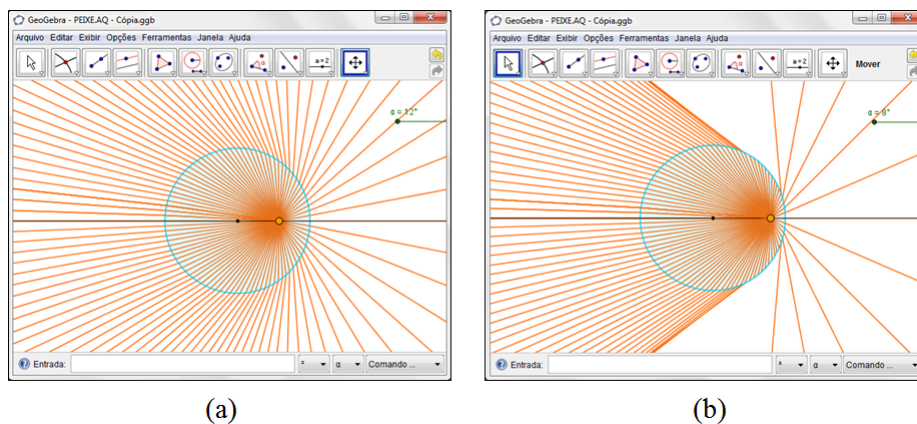 GeoGebra - PEIXE.AQ - Cópia.ggb
Arquivo Editar Exibir Opções Ferramentas Janela Ajuda
a=2
α = 12°
Entrada:
α
Comando ...
(a)
GeoGebra - PEIXE.AQ - Cópia.ggb
Arquivo Editar Exibir Opções Ferramentas Janela Ajuda
a=2
Mover
α = 8°
Entrada:
α
Comando ...
(b)